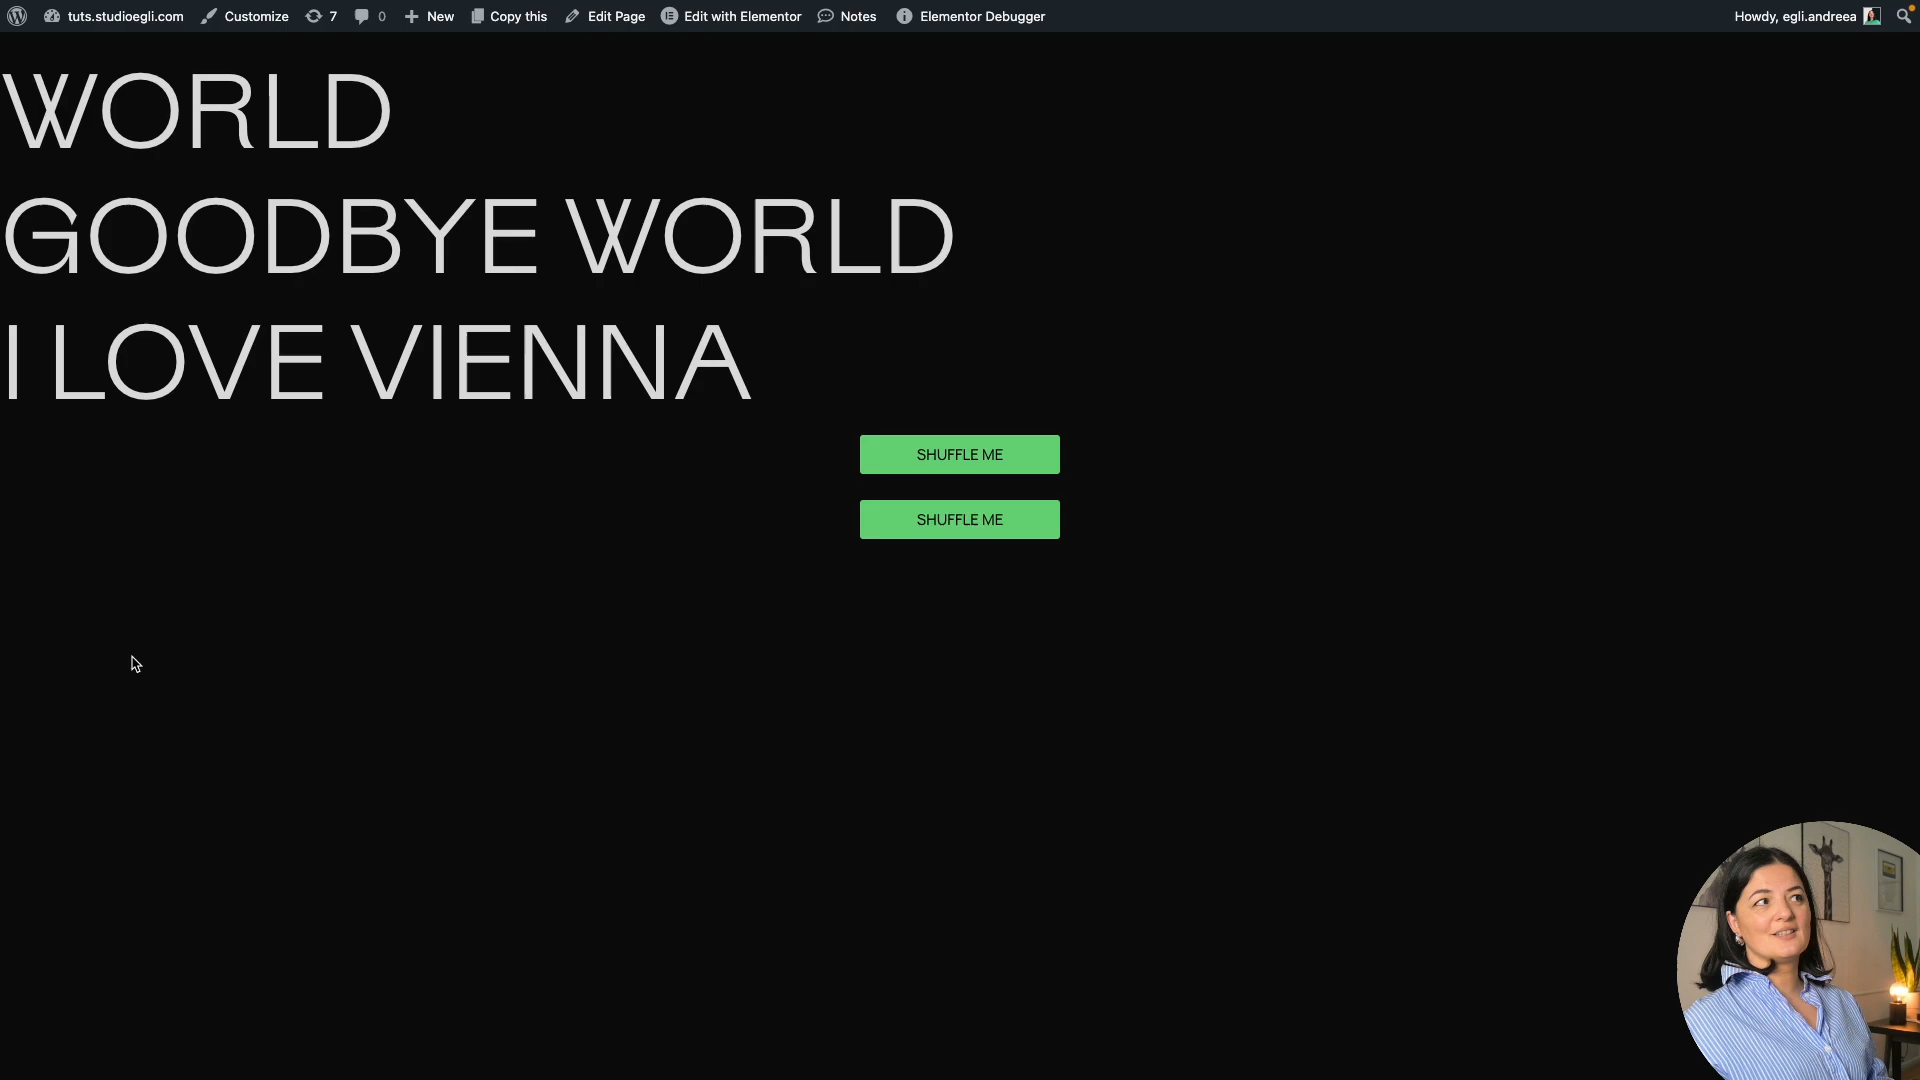 tuts.studioegli.com Customize 7 0 New Copy this Edit Page Edit with Elementor Notes Elementor Debugger Howdy, egli.andreea
WORLD
GOODBYE WORLD
I LOVE VIENNA
SHUFFLE ME
SHUFFLE ME